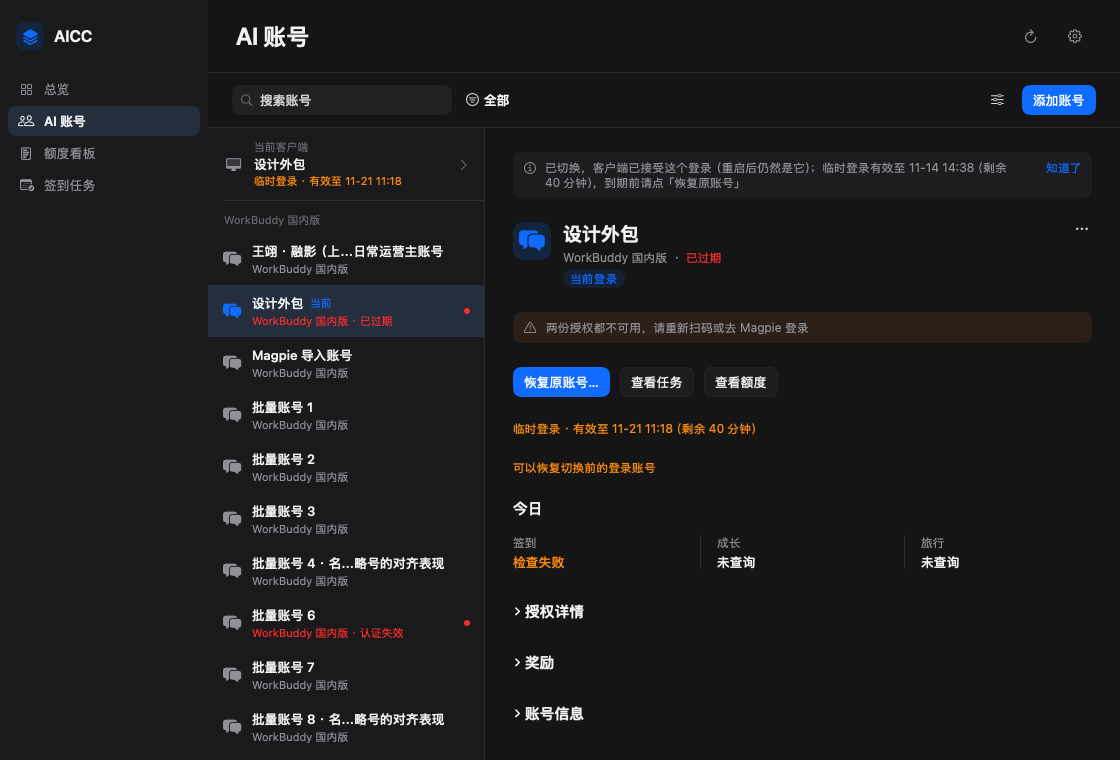 AICC
总览
AI 账号
额度看板
签到任务
AI 账号
搜索账号
全部
添加账号
当前客户端
设计外包
临时登录 · 有效至 11-21 11:18
WorkBuddy 国内版
王翊 · 融影（上…日常运营主账号
WorkBuddy 国内版
设计外包 当前
WorkBuddy 国内版 · 已过期
Magpie 导入账号
WorkBuddy 国内版
批量账号 1
WorkBuddy 国内版
批量账号 2
WorkBuddy 国内版
批量账号 3
WorkBuddy 国内版
批量账号 4 · 名…略号的对齐表现
WorkBuddy 国内版
批量账号 6
WorkBuddy 国内版 · 认证失效
批量账号 7
WorkBuddy 国内版
批量账号 8 · 名…略号的对齐表现
WorkBuddy 国内版
已切换，客户端已接受这个登录（重启后仍然是它）；临时登录有效至 11-14 14:38（剩余
40 分钟），到期前请点「恢复原账号」
知道了
设计外包
WorkBuddy 国内版 · 已过期
当前登录
两份授权都不可用，请重新扫码或去 Magpie 登录
恢复原账号…
查看任务
查看额度
临时登录 · 有效至 11-21 11:18（剩余 40 分钟）
可以恢复切换前的登录账号
今日
签到
检查失败
成长
未查询
旅行
未查询
授权详情
奖励
账号信息